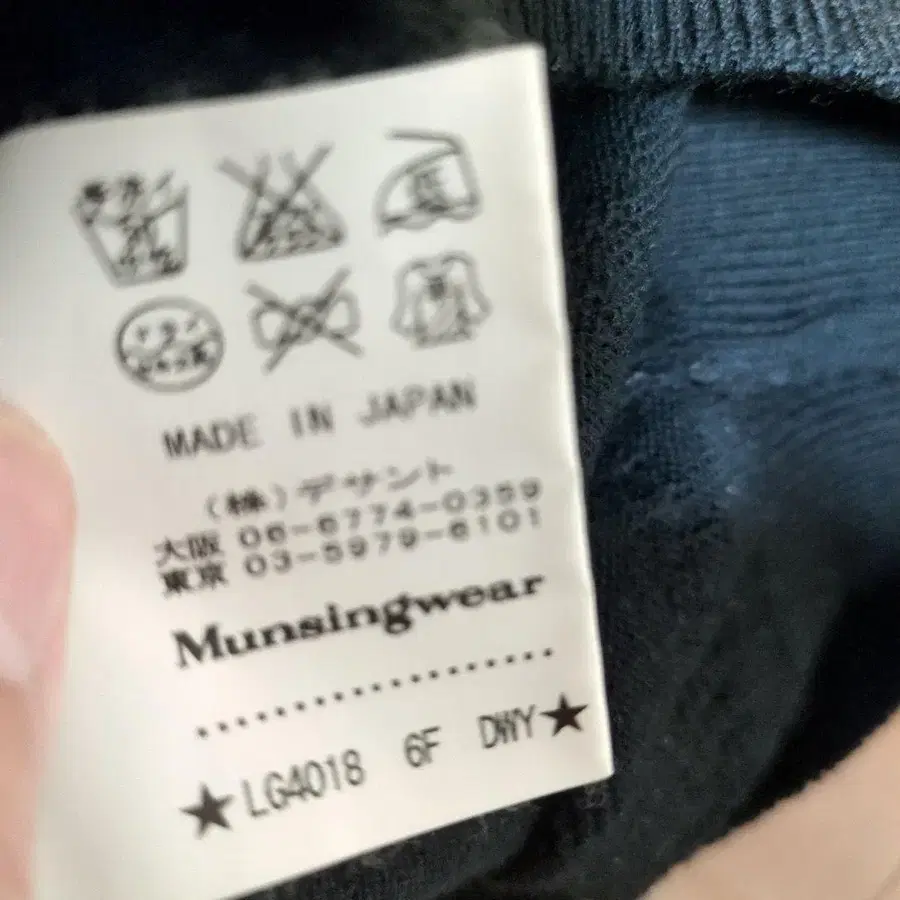 MADE IN JAPAN
(株)デサント
大阪 06-6774-0359
東京 03-5979-6101
Munsingwear
★LG4018 6F DWY★